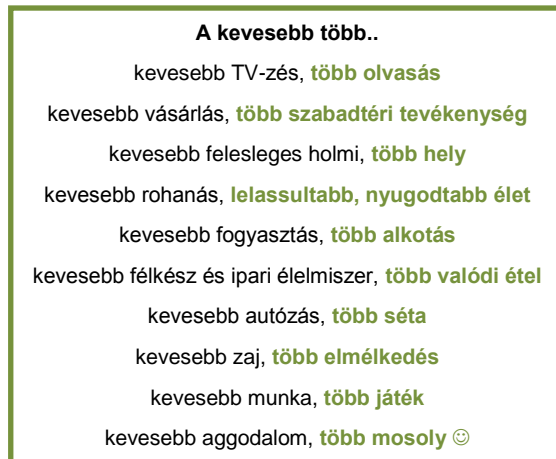 A kevesebb több..
kevesebb TV-zés, több olvasás
kevesebb vásárlás, több szabadtéri tevékenység
kevesebb felesleges holmi, több hely
kevesebb rohanás, lelassultabb, nyugodtabb élet
kevesebb fogyasztás, több alkotás
kevesebb félkész és ipari élelmiszer, több valódi étel
kevesebb autózás, több séta
kevesebb zaj, több elmélkedés
kevesebb munka, több játék
kevesebb aggodalom, több mosoly ☺